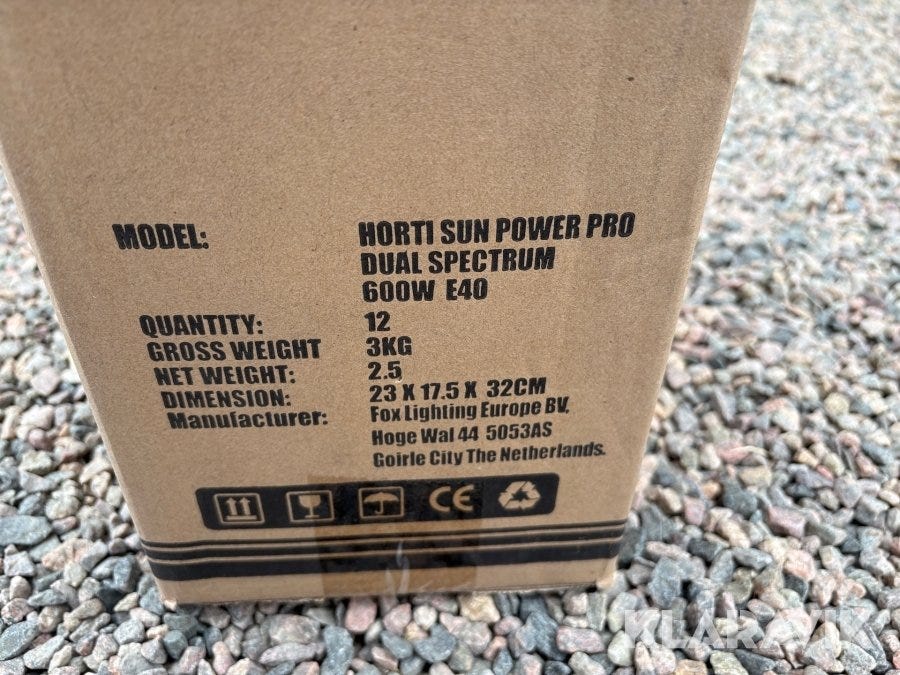 MODEL: HORTI SUN POWER PRO
DUAL SPECTRUM
600W E40
QUANTITY: 12
GROSS WEIGHT 3KG
NET WEIGHT: 2.5
DIMENSION: 23 X 17.5 X 32CM
Manufacturer: Fox Lighting Europe BV,
Hoge Wal 44 5053AS
Goirle City The Netherlands.
CE
KLARAVIK